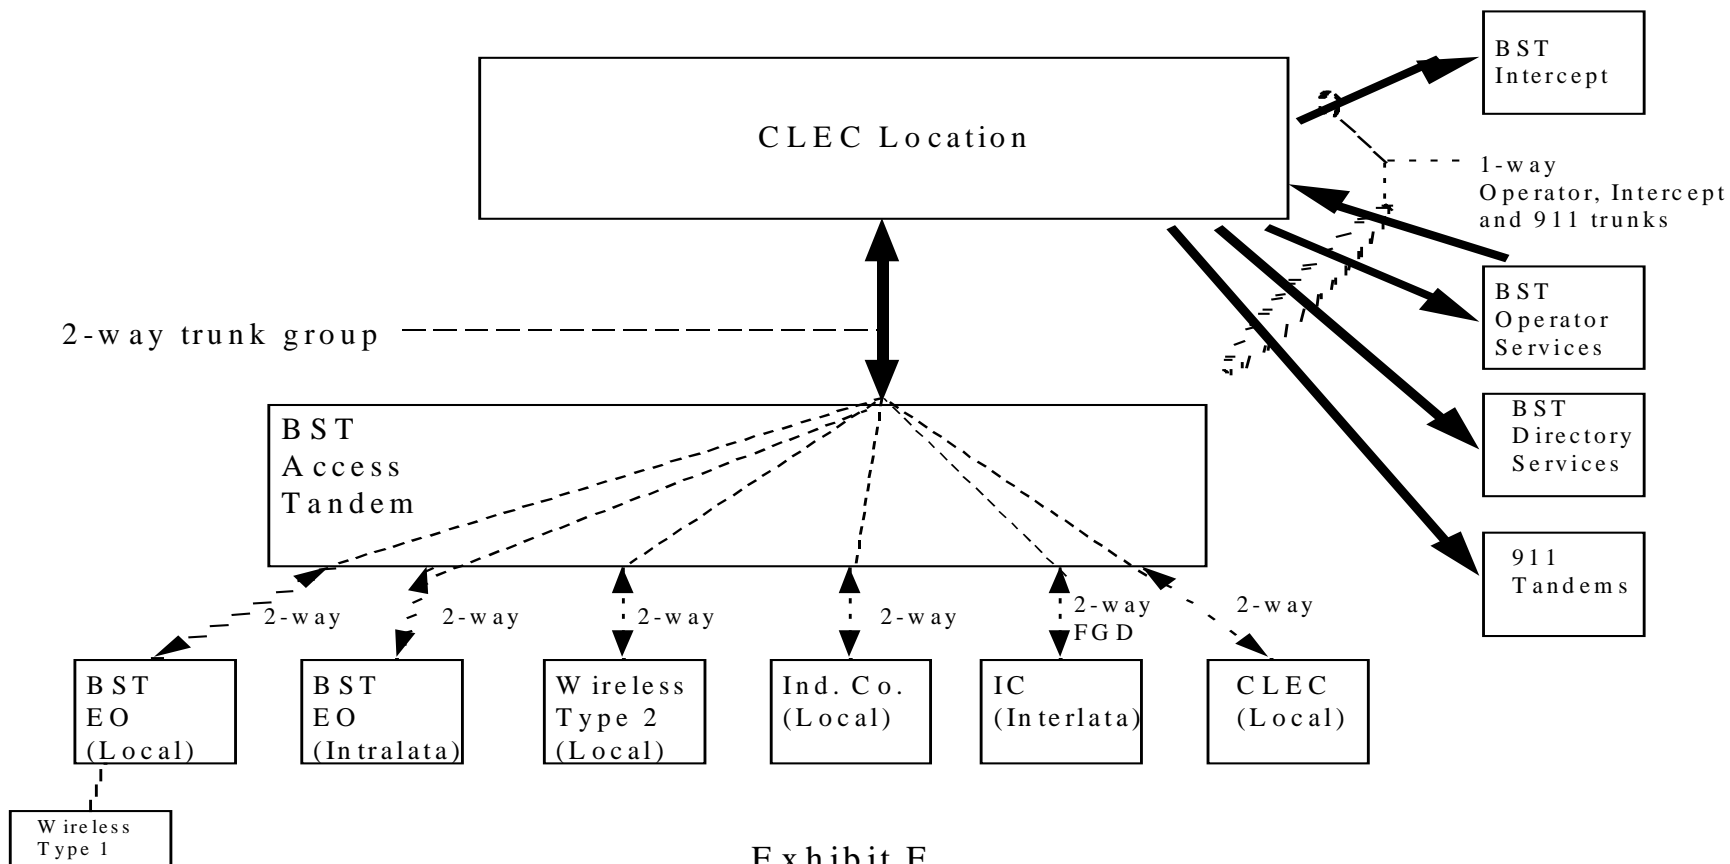 BST
Intercept
CLEC Location
1-way
Operator, Intercept
and 911 trunks
BST
Operator
Services
2-way trunk group
BST
Directory
Services
BST
Access
Tandem
911
Tandems
2-way
2-way
2-way
2-way
2-way
FGD
2-way
BST
EO
(Local)
BST
EO
(Intralata)
Wireless
Type 2
(Local)
Ind. Co.
(Local)
IC
(Interlata)
CLEC
(Local)
Wireless
Type 1